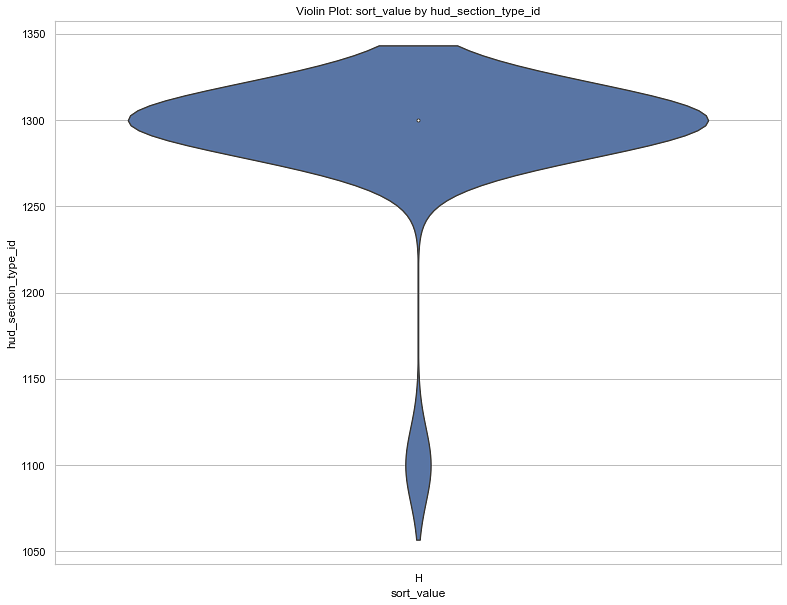 Violin Plot: sort_value by hud_section_type_id
1350
1300
1250
1200
1150
1100
1050
hud_section_type_id
H
sort_value